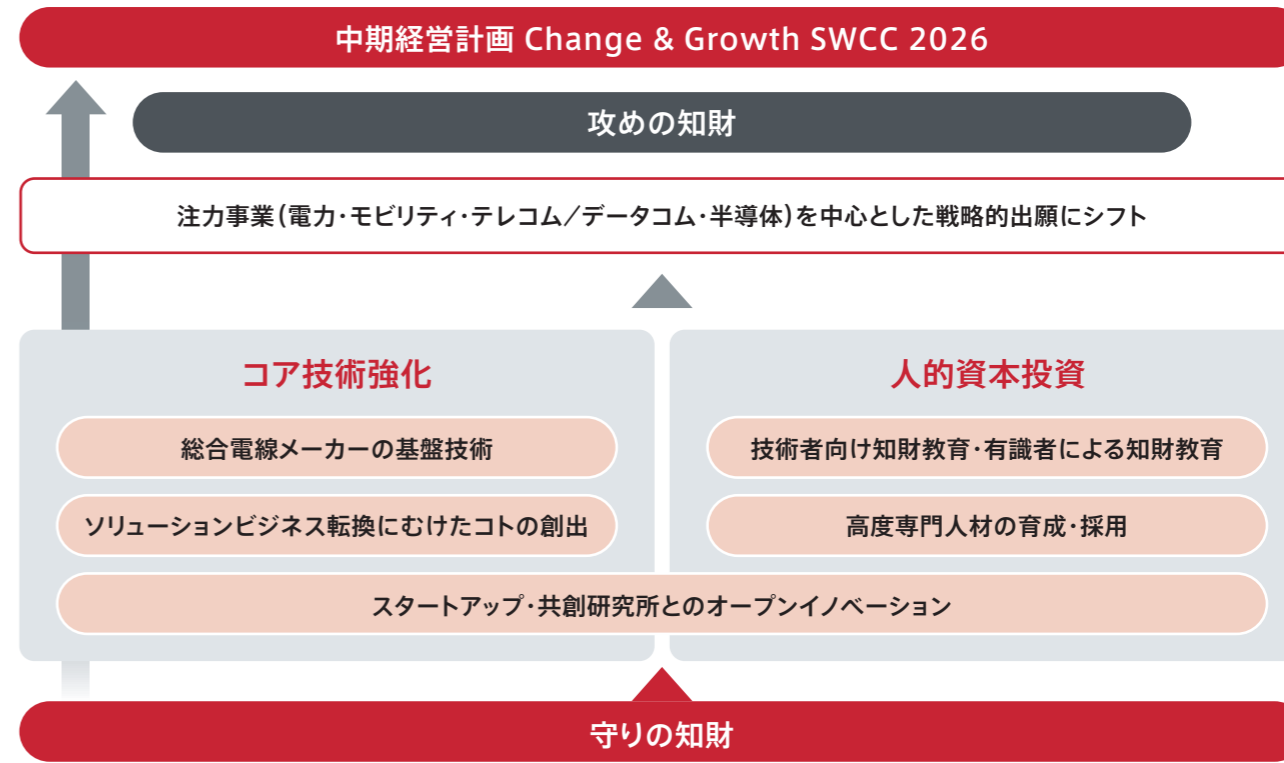 中期経営計画 Change & Growth SWCC 2026
攻めの知財
注力事業(電力・モビリティ・テレコム/データコム・半導体)を中心とした戦略的出願にシフト
コア技術強化
総合電線メーカーの基盤技術
ソリューションビジネス転換にむけたコトの創出
人的資本投資
技術者向け知財教育・有識者による知財教育
高度専門人材の育成・採用
スタートアップ・共創研究所とのオープンイノベーション
守りの知財